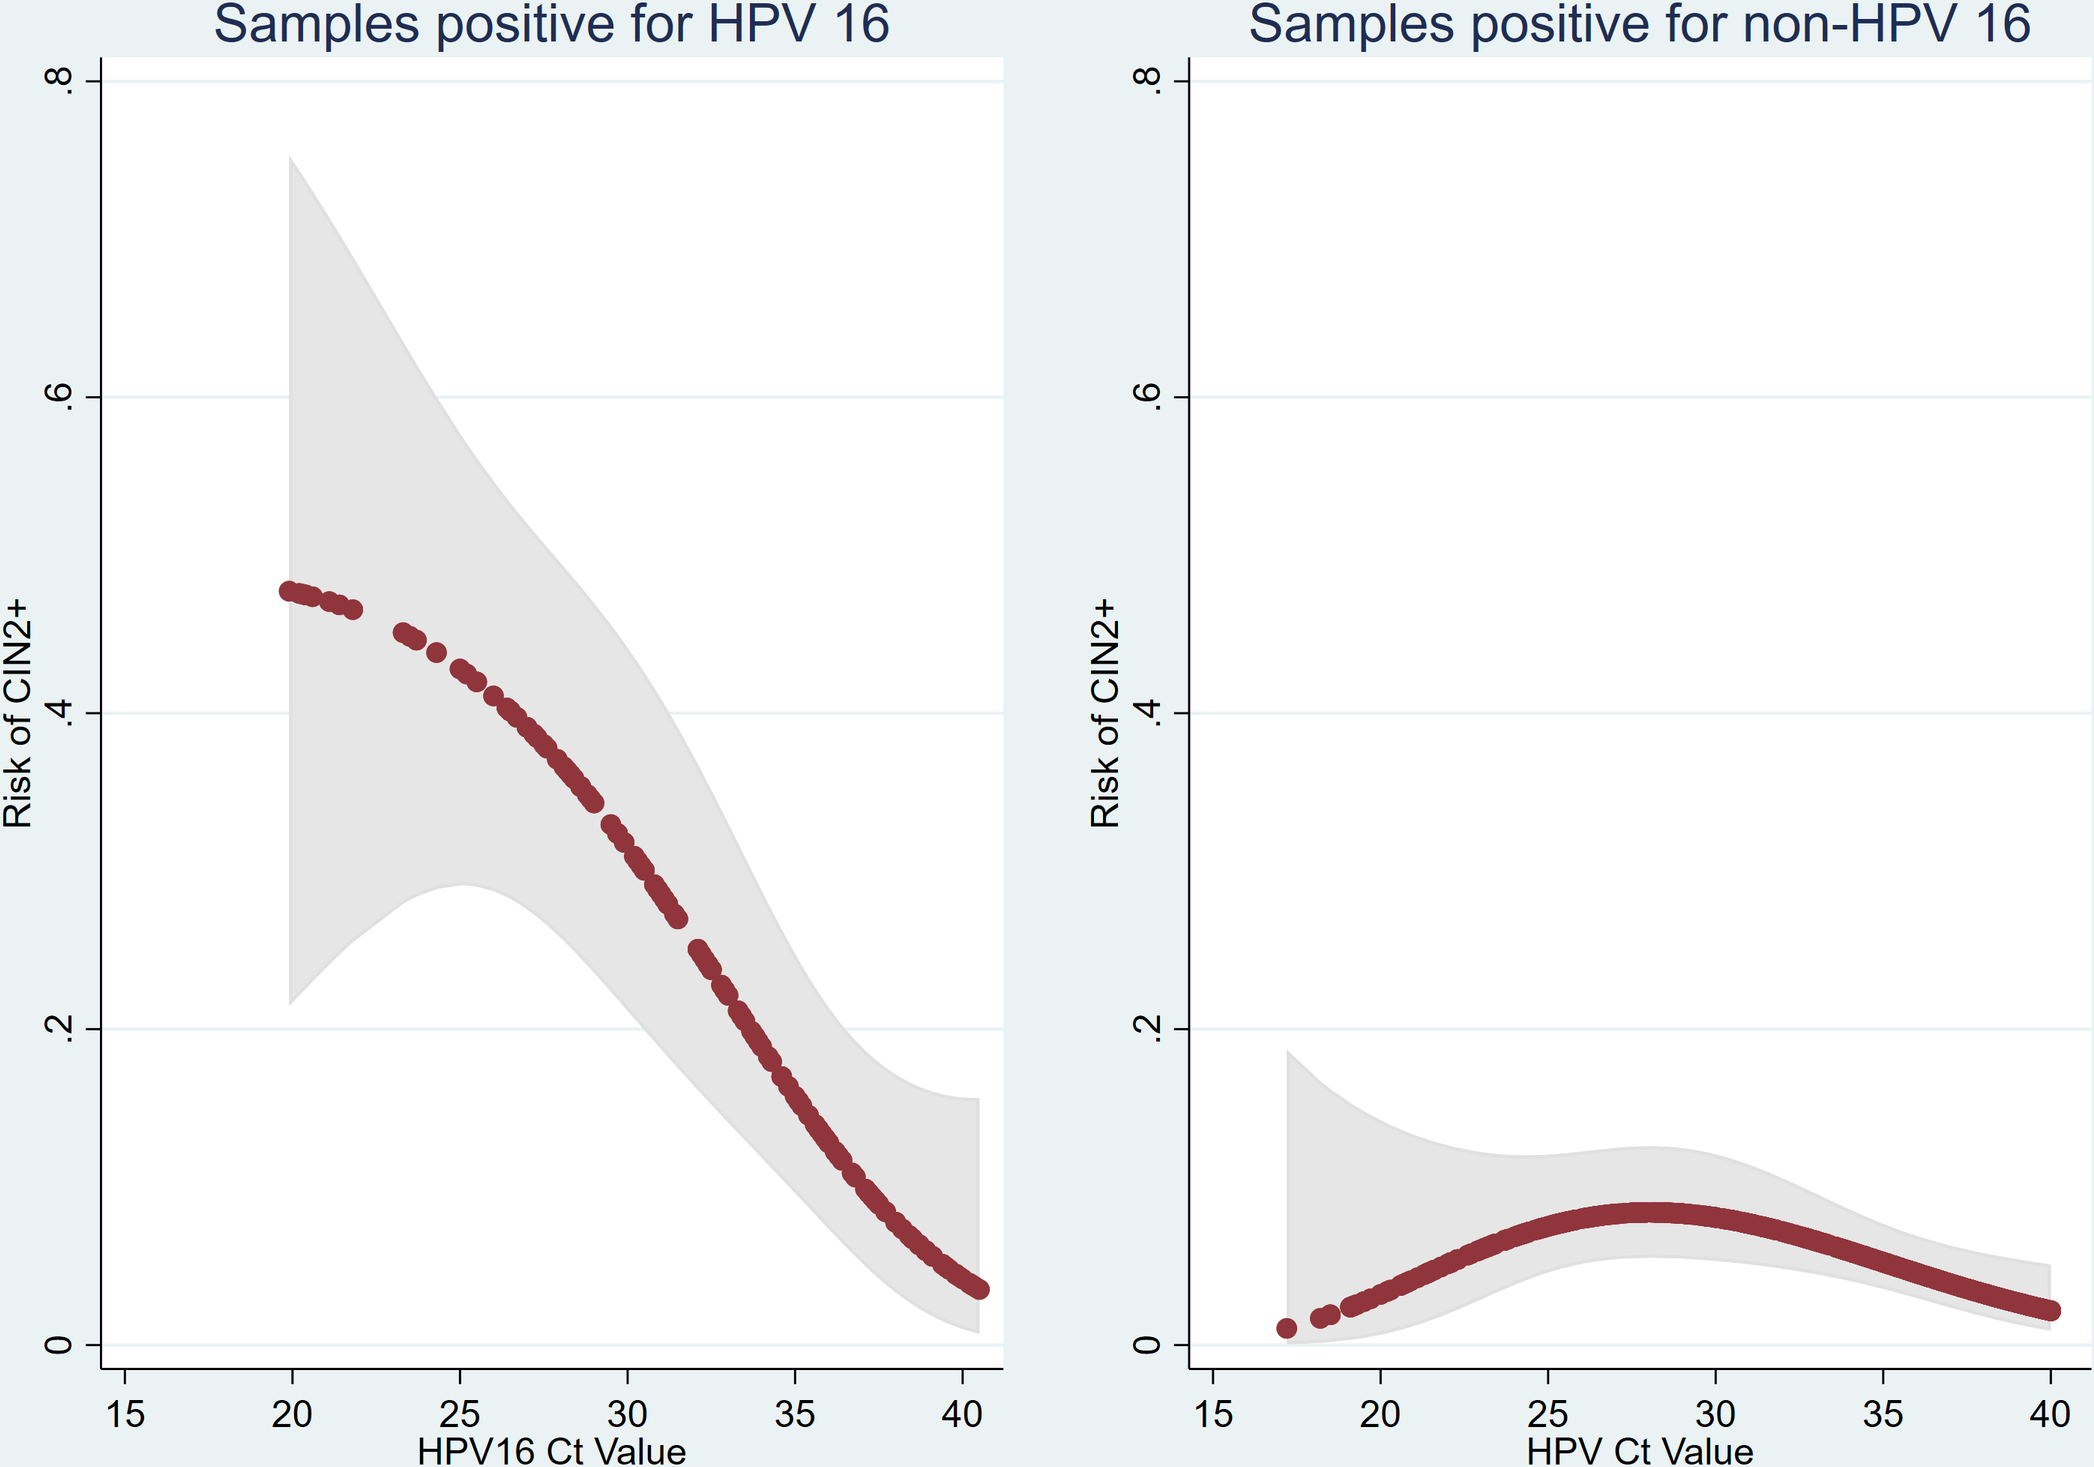 Samples positive for HPV 16
Risk of CIN2+
.8
.6
.4
.2
0
15 20 25 30 35 40
HPV16 Ct Value
Samples positive for non-HPV 16
Risk of CIN2+
.8
.6
.4
.2
0
15 20 25 30 35 40
HPV Ct Value